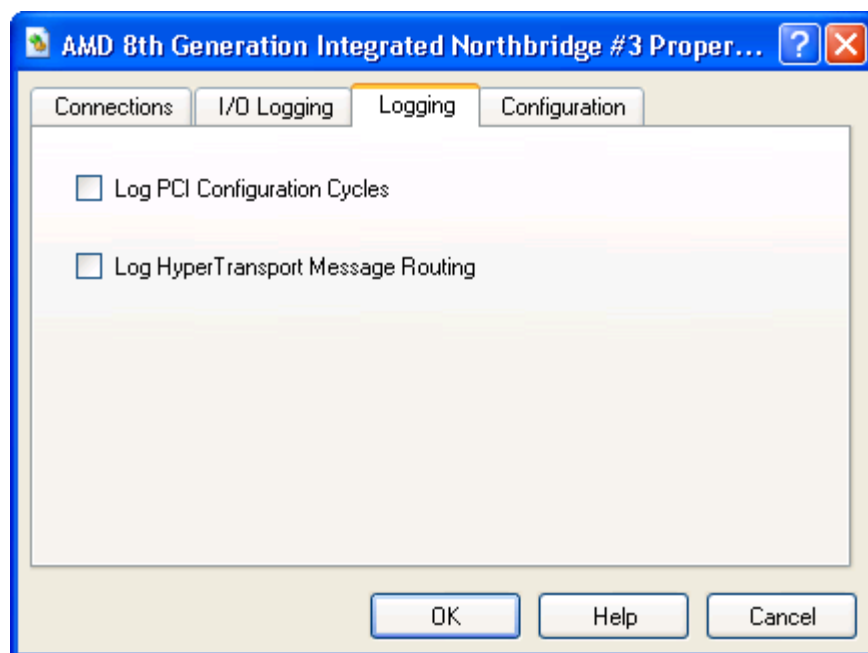 AMD 8th Generation Integrated Northbridge #3 Proper... ?
Connections I/O Logging Logging Configuration
Log PCI Configuration Cycles
Log HyperTransport Message Routing
OK Help Cancel